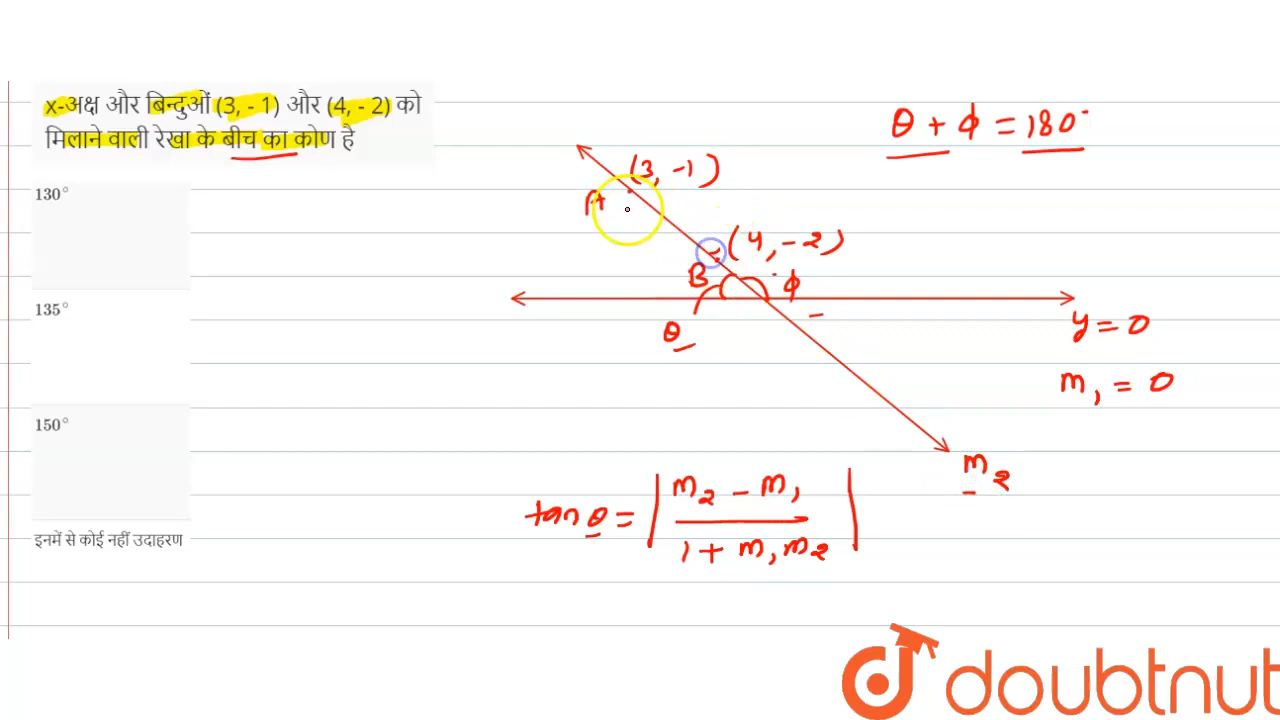 x-अक्ष और बिन्दुओं (3, - 1) और (4, - 2) को
मिलाने वाली रेखा के बीच का कोण है
130°
135°
150°
इनमें से कोई नहीं उदाहरण
θ + ϕ = 180°
(3, -1)
A
(4, -2)
B
ϕ
θ
y = 0
m₁ = 0
m₂
tan θ = | m₂ - m₁ / 1 + m₁m₂ |
doubtnut